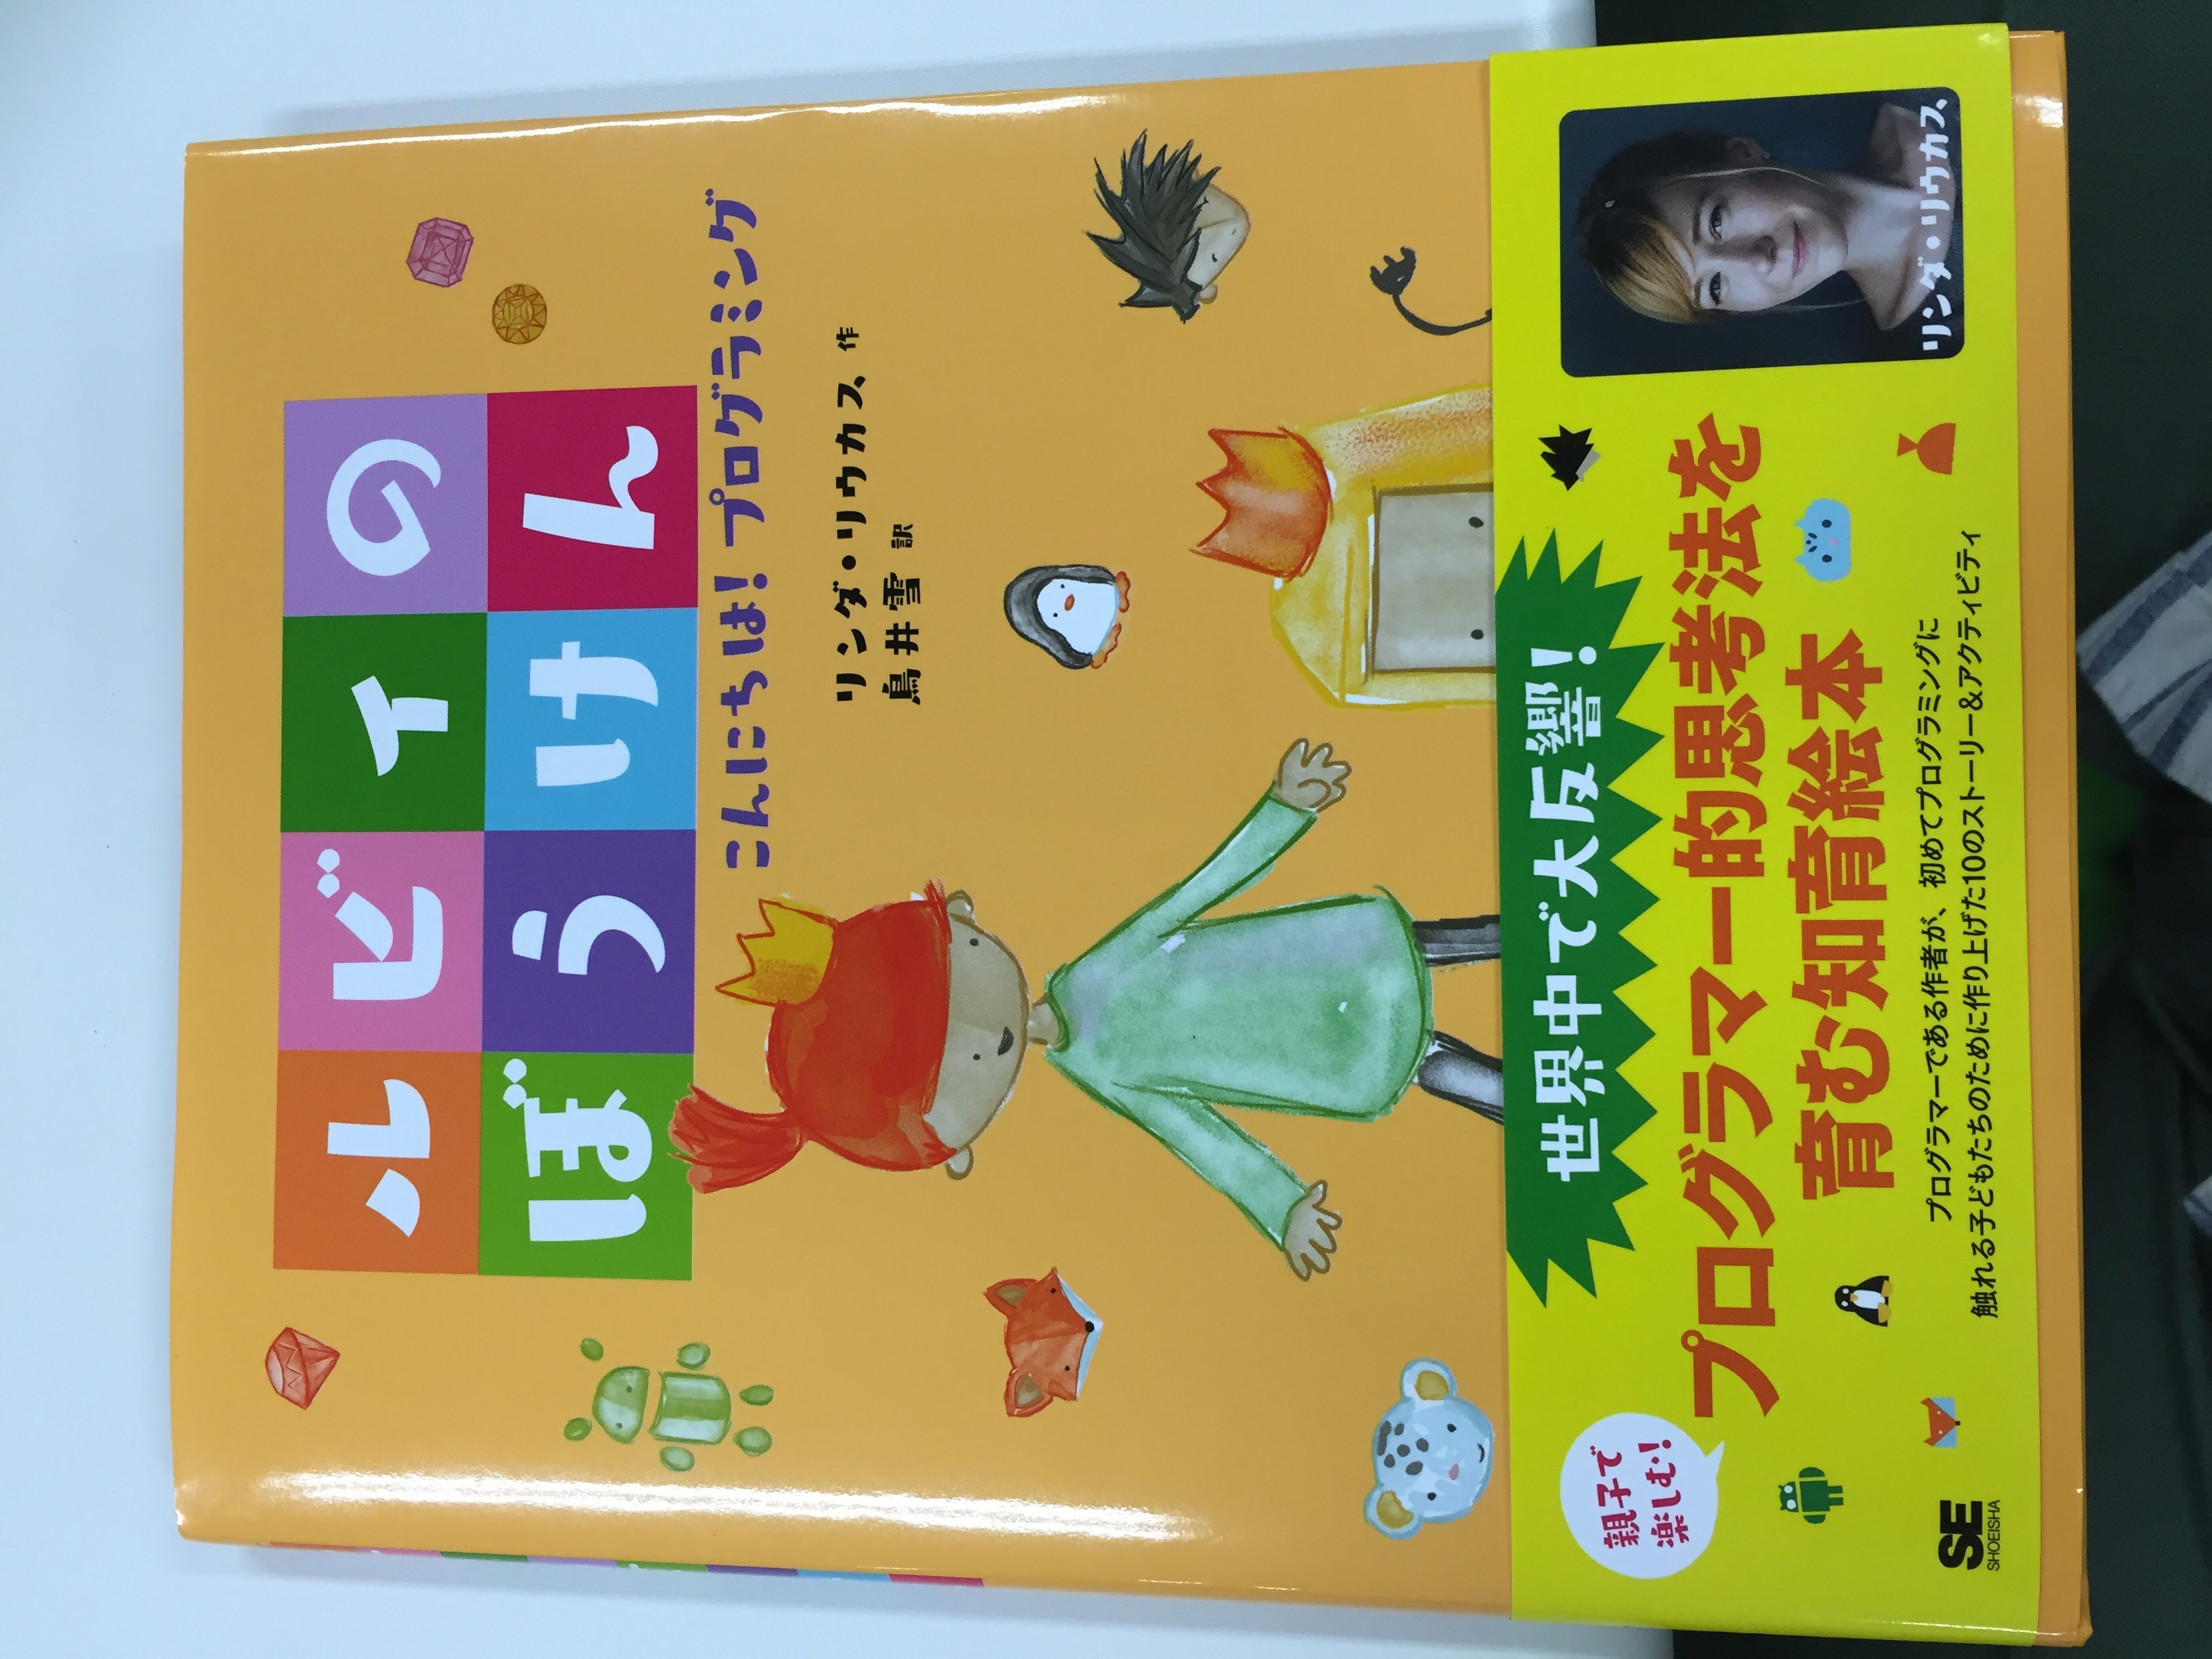 ルビィの
ぼうけん
こんにちは！プログラミング
リンダ・リウカス 作
鳥井雪 訳
世界中で大反響！
親子で
楽しむ！
プログラマー的思考法を
育む知育絵本
プログラマーである作者が、初めてプログラミングに
触れる子どもたちのために作り上げた10のストーリー&アクティビティ
リンダ・リウカス
SE
SHOEISHA